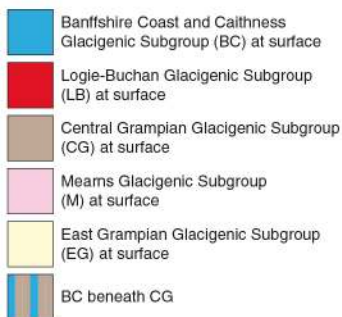 Banffshire Coast and Caithness
Glacigenic Subgroup (BC) at surface
Logie-Buchan Glacigenic Subgroup
(LB) at surface
Central Grampian Glacigenic Subgroup
(CG) at surface
Mearns Glacigenic Subgroup
(M) at surface
East Grampian Glacigenic Subgroup
(EG) at surface
BC beneath CG